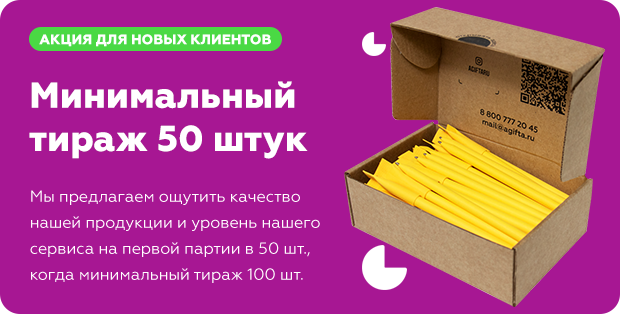 АКЦИЯ ДЛЯ НОВЫХ КЛИЕНТОВ
Минимальный
тираж 50 штук
Мы предлагаем ощутить качество
нашей продукции и уровень нашего
сервиса на первой партии в 50 шт.,
когда минимальный тираж 100 шт.
AGIFTARU
8 800 777 20 45
mail@agifta.ru